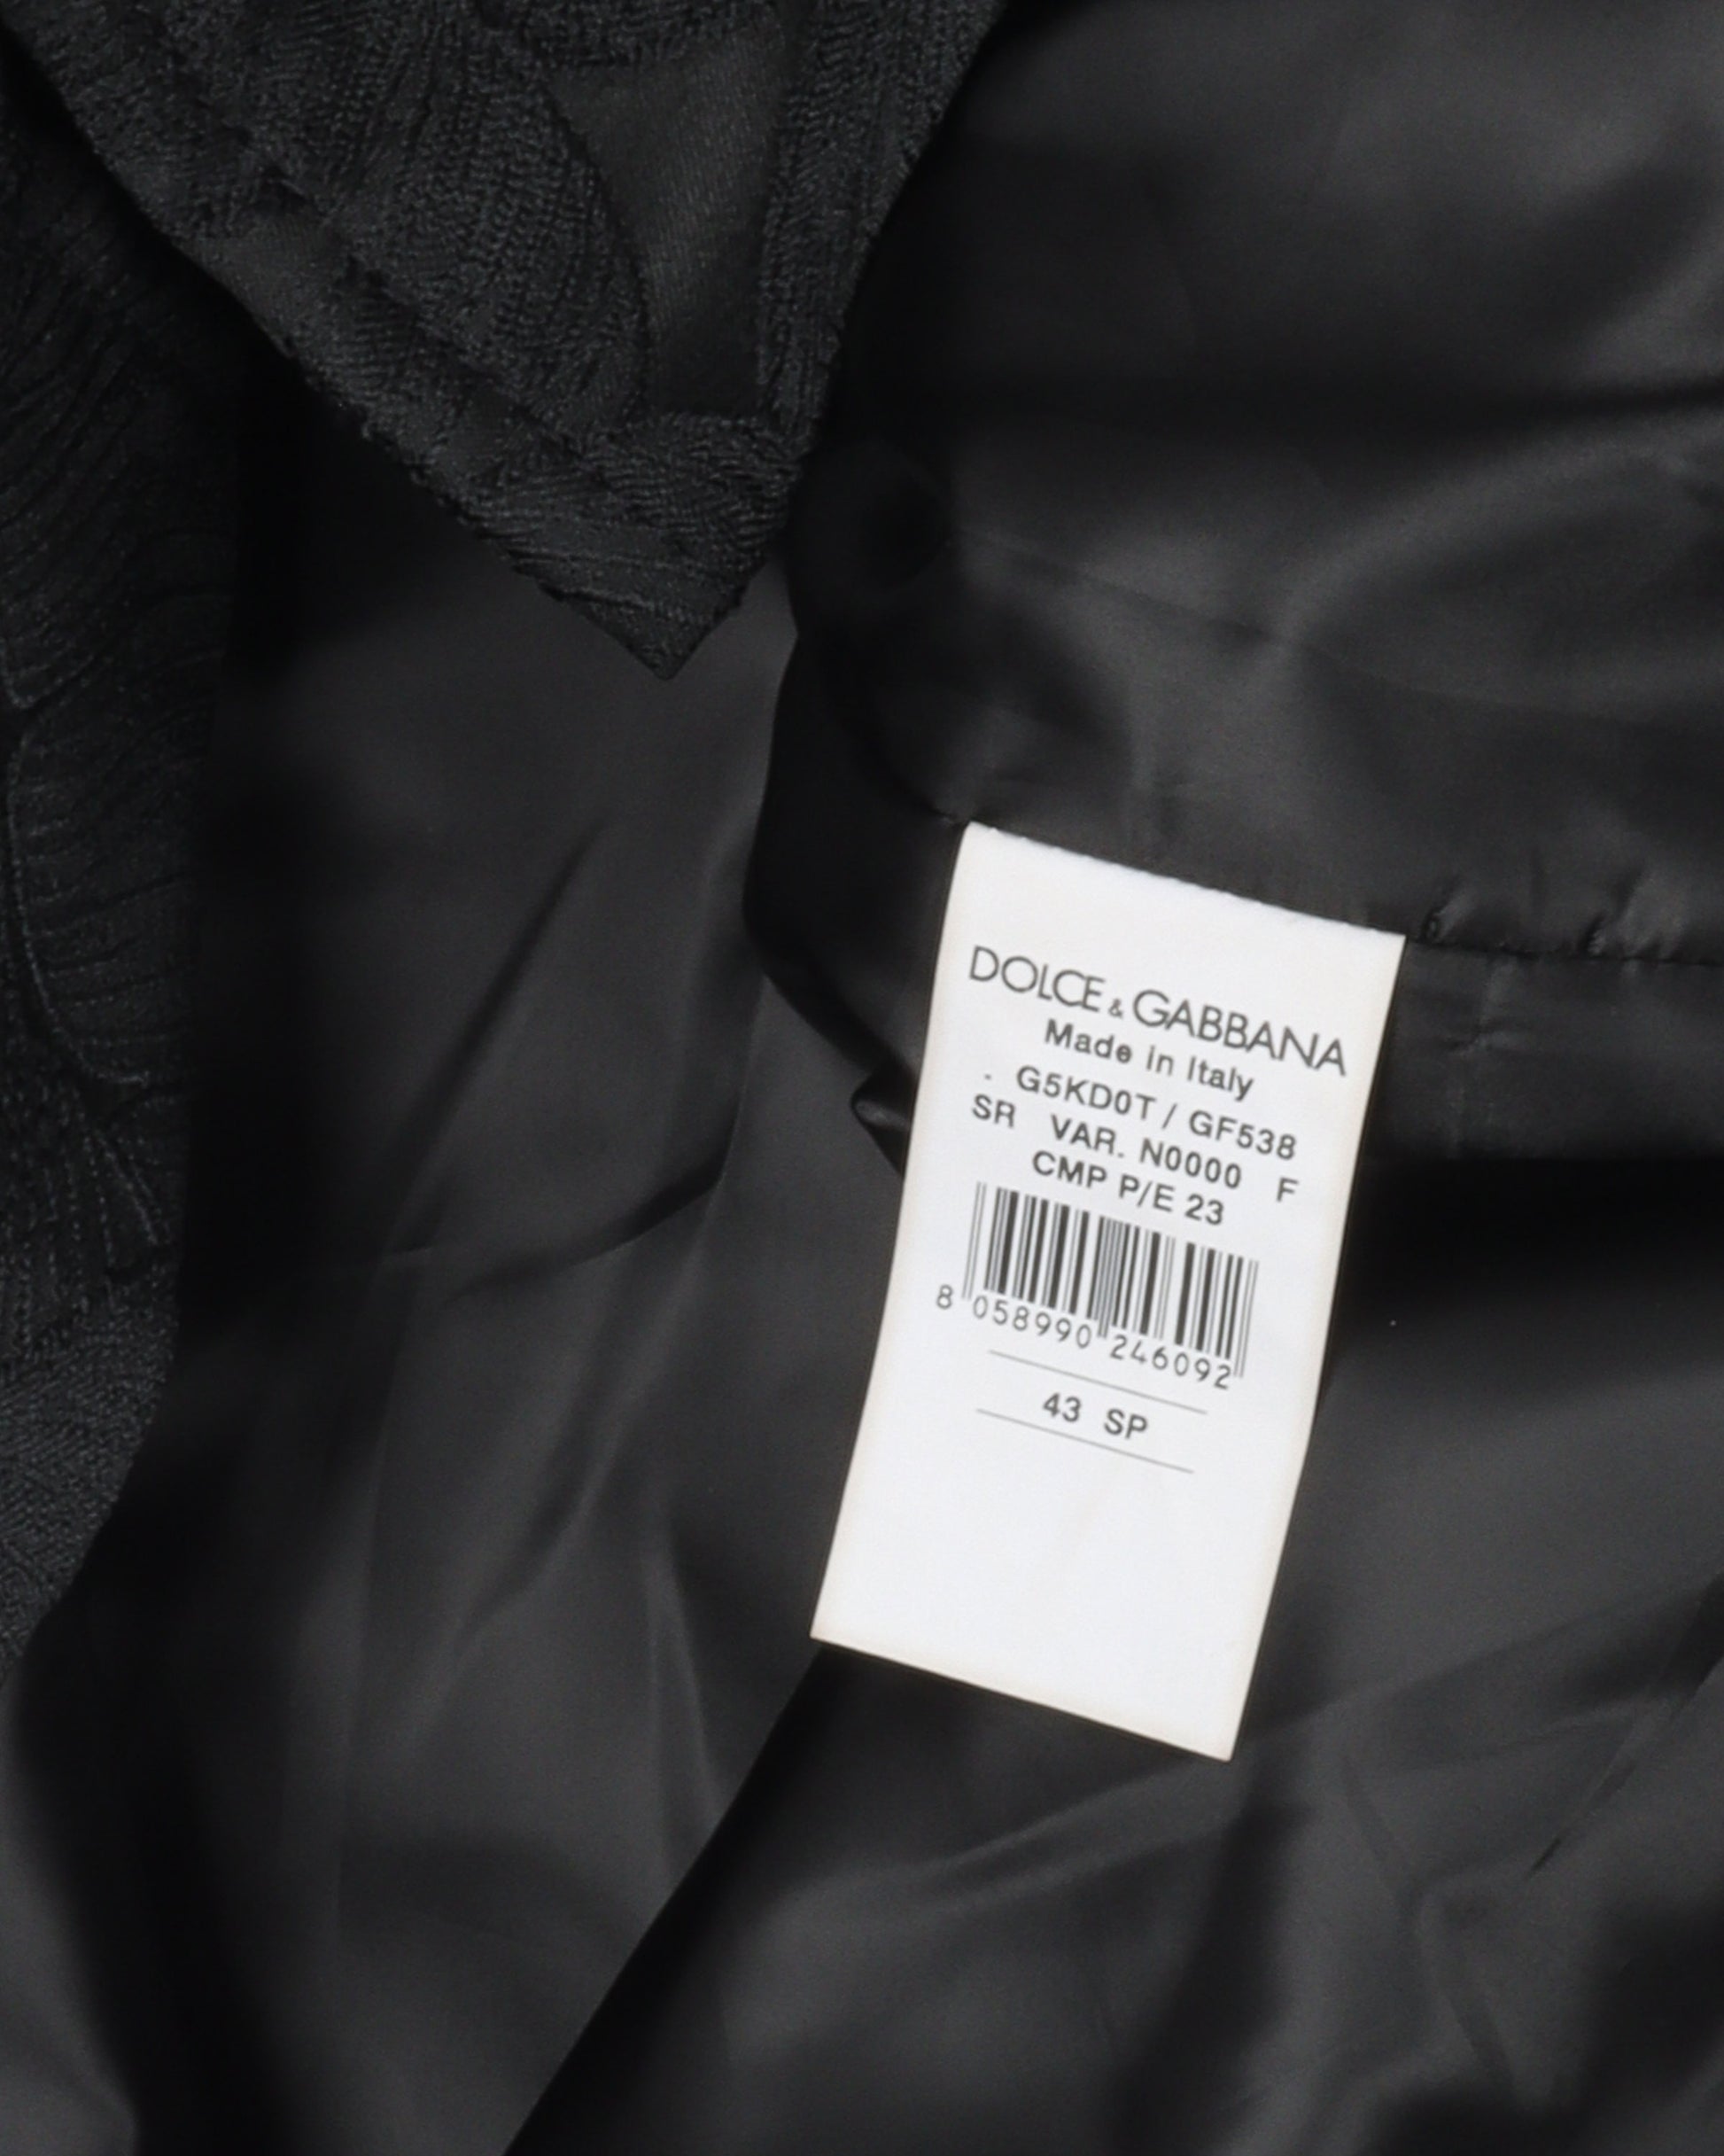 DOLCE & GABBANA
Made in Italy
. G5KD0T / GF538
SR VAR. N0000 F
CMP P/E 23
8 058990 246092
43 SP